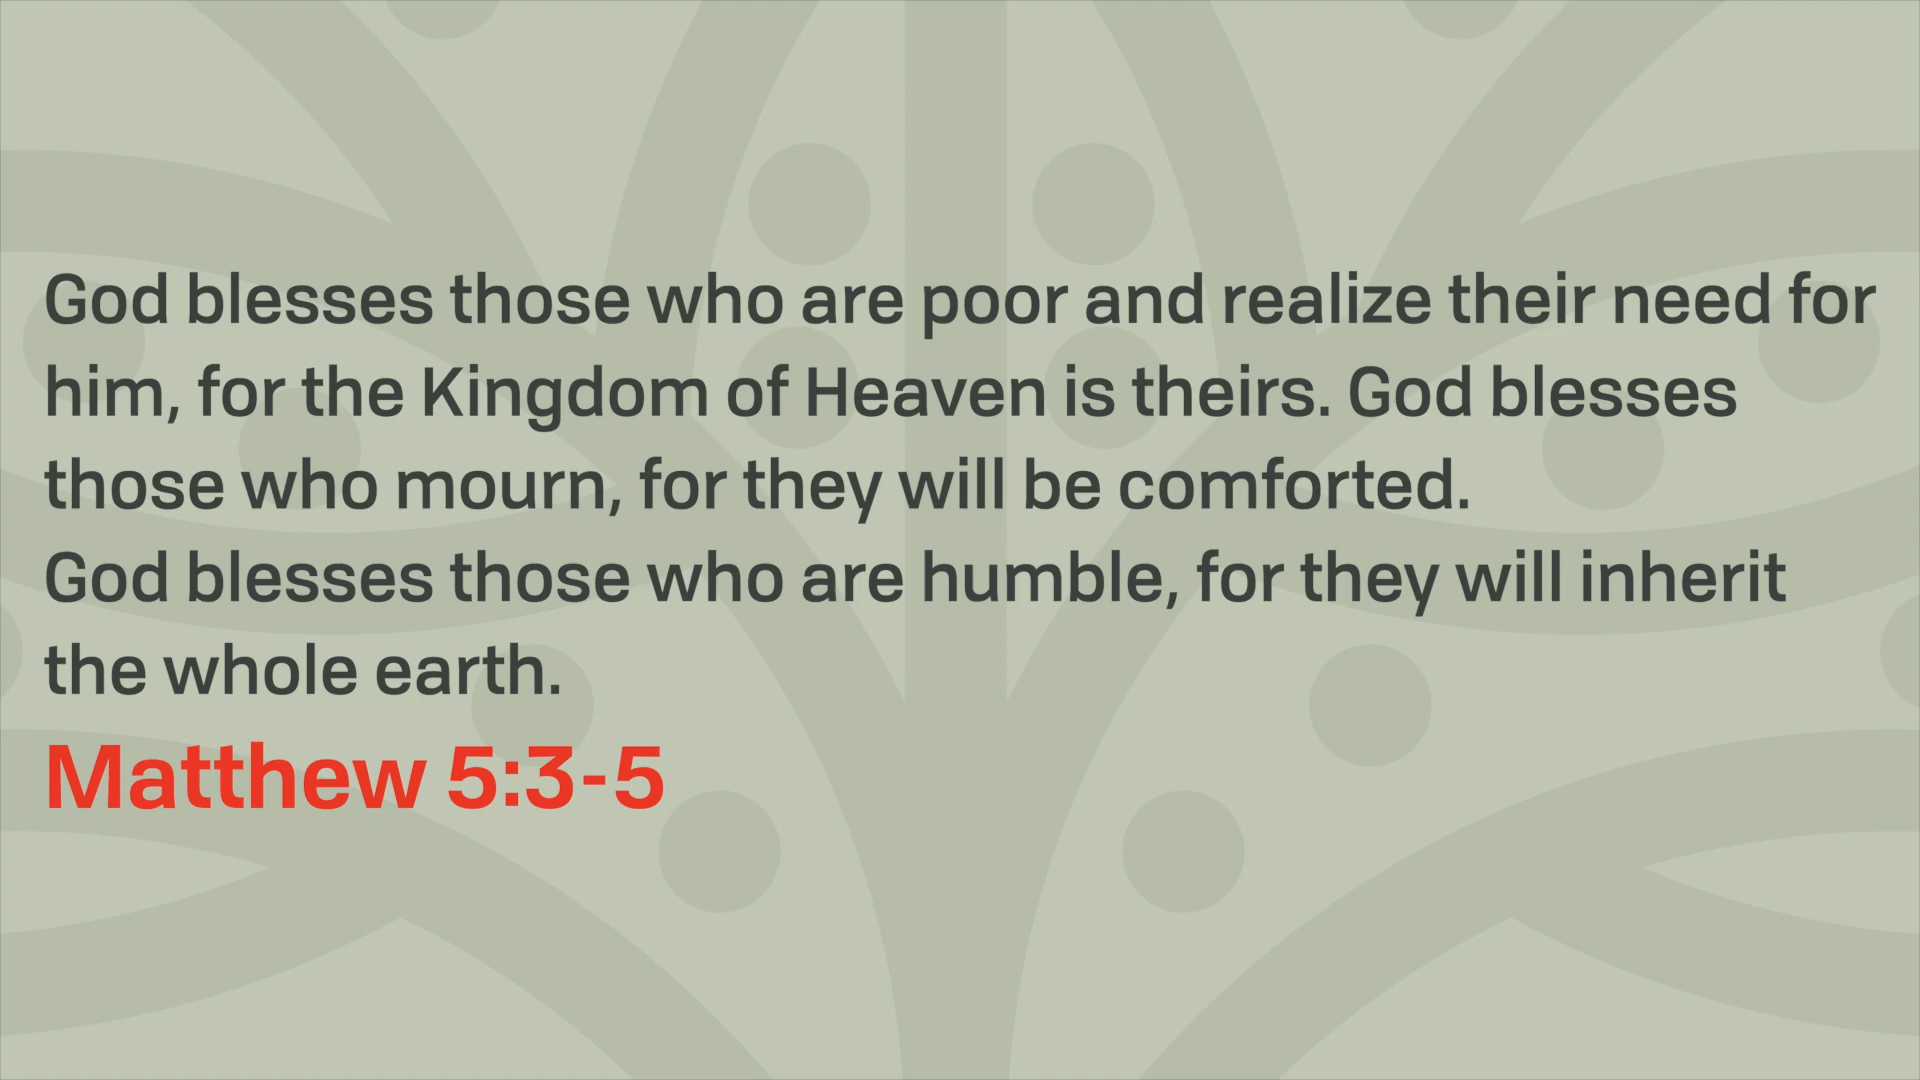 God blesses those who are poor and realize their need for
him, for the Kingdom of Heaven is theirs. God blesses
those who mourn, for they will be comforted.
God blesses those who are humble, for they will inherit
the whole earth.
Matthew 5:3-5